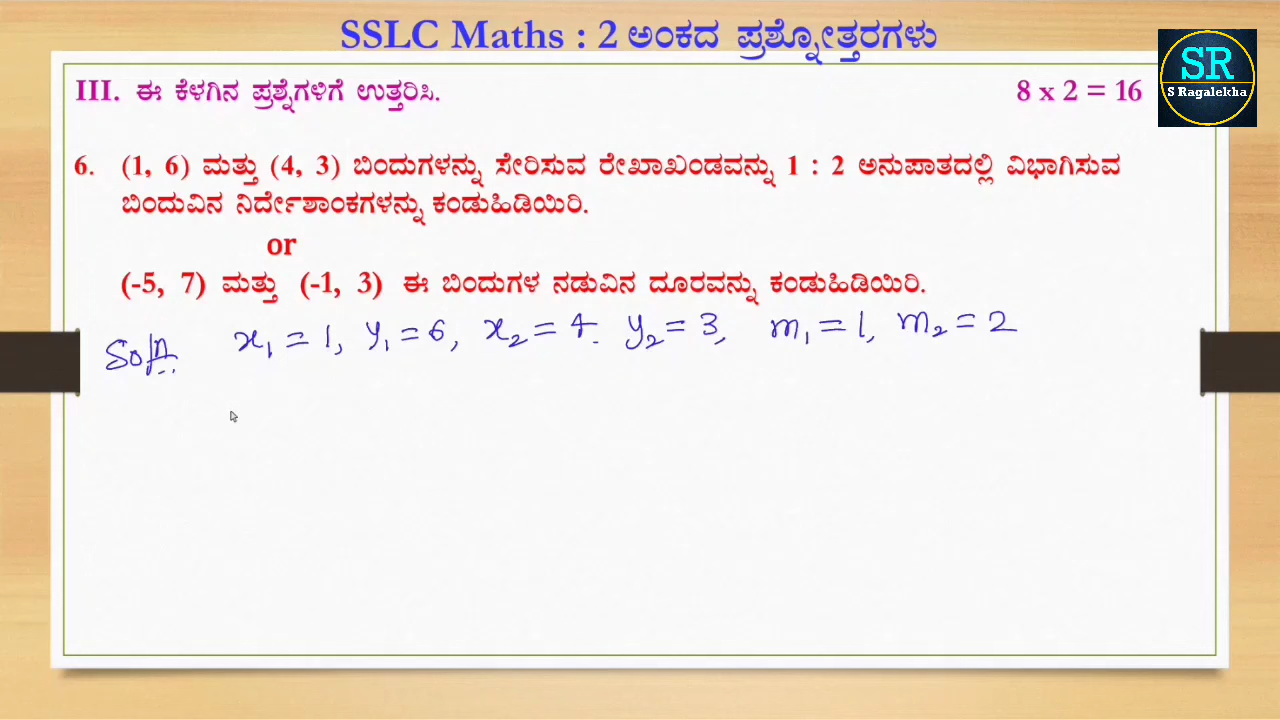 SSLC Maths : 2 ಅಂಕದ ಪ್ರಶ್ನೋತ್ತರಗಳು
SR
S Ragalekha
III. ಈ ಕೆಳಗಿನ ಪ್ರಶ್ನೆಗಳಿಗೆ ಉತ್ತರಿಸಿ. 8 x 2 = 16
6. (1, 6) ಮತ್ತು (4, 3) ಬಿಂದುಗಳನ್ನು ಸೇರಿಸುವ ರೇಖಾಖಂಡವನ್ನು 1 : 2 ಅನುಪಾತದಲ್ಲಿ ವಿಭಾಗಿಸುವ
ಬಿಂದುವಿನ ನಿರ್ದೇಶಾಂಕಗಳನ್ನು ಕಂಡುಹಿಡಿಯಿರಿ.
or
(-5, 7) ಮತ್ತು (-1, 3) ಈ ಬಿಂದುಗಳ ನಡುವಿನ ದೂರವನ್ನು ಕಂಡುಹಿಡಿಯಿರಿ.
Soln x₁ = 1, y₁ = 6, x₂ = 4. y₂ = 3, m₁ = 1, m₂ = 2